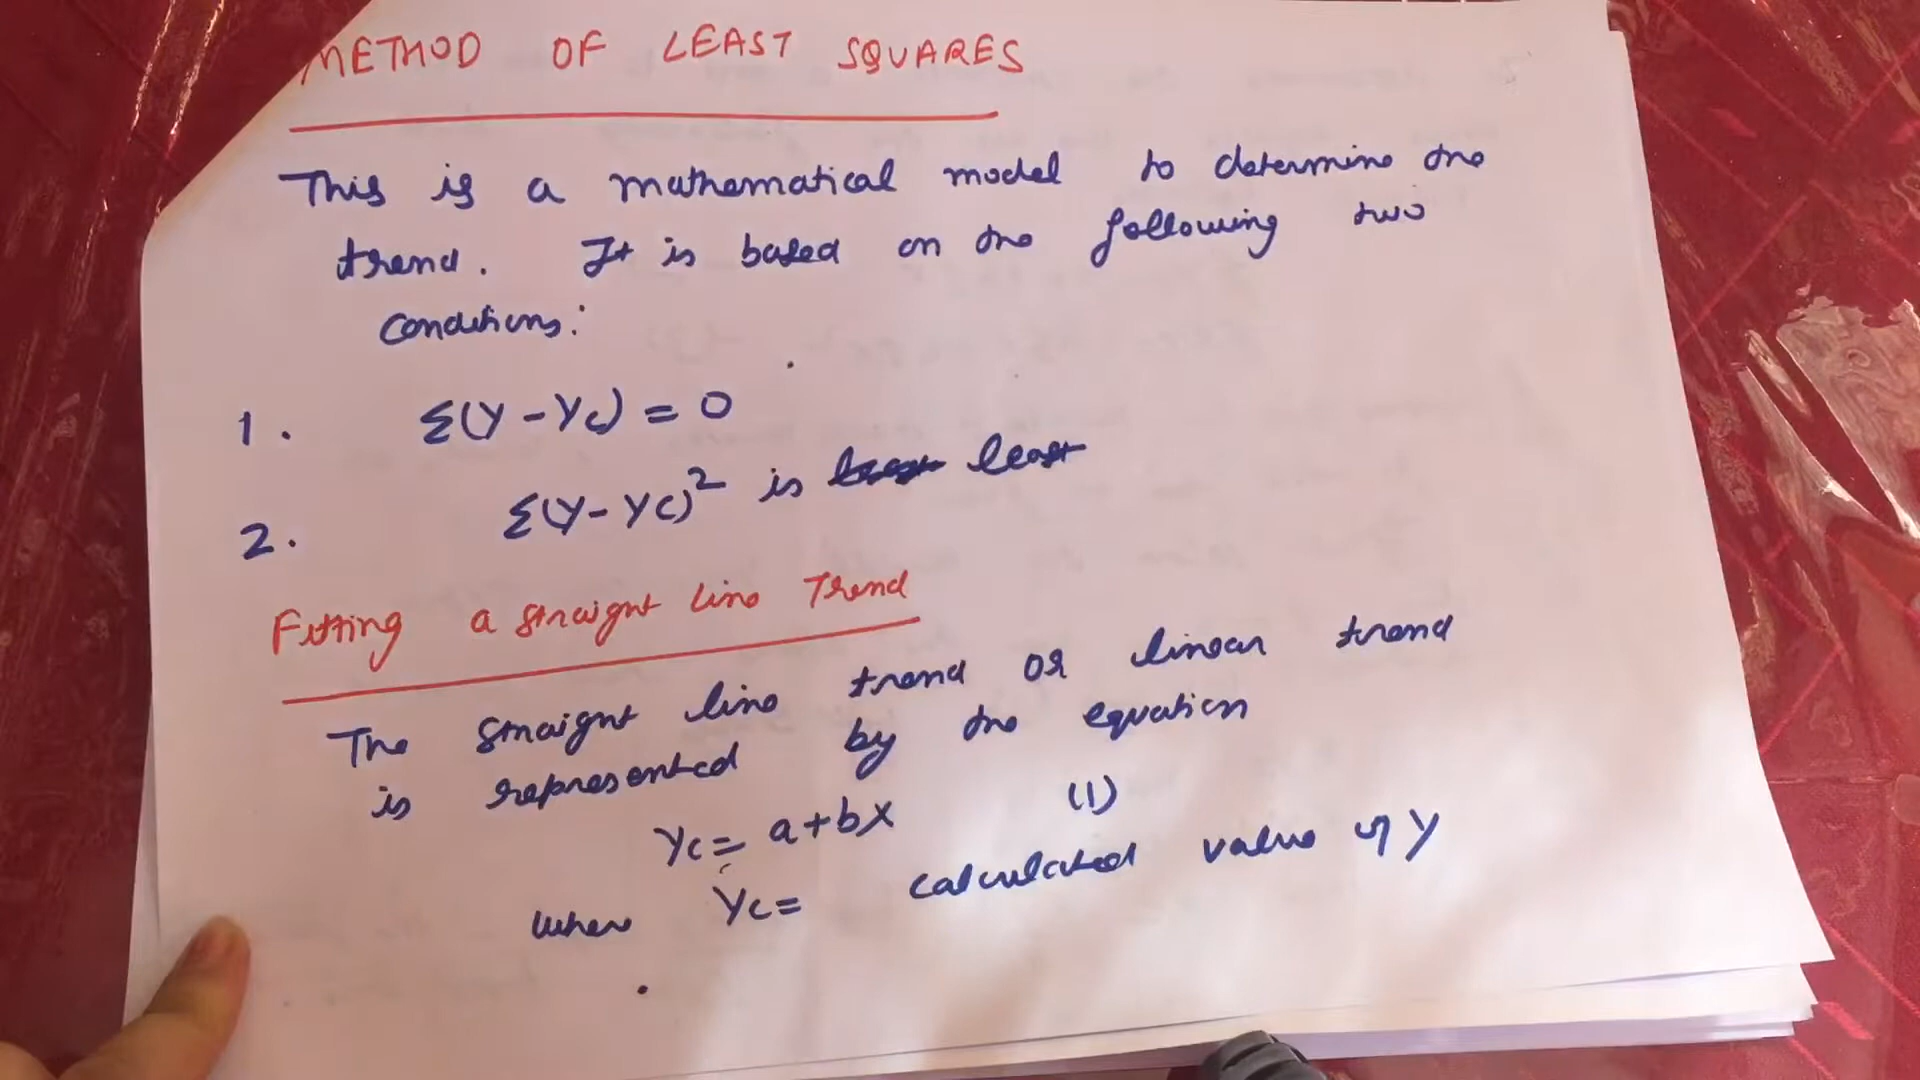 METHOD OF LEAST SQUARES
This is a mathematical model to determine the
trend. It is based on the following two
conditions:
1. Σ(Y-Yc) = 0
2. Σ(Y-Yc)² is least
Fitting a straight line Trend
The straight line trend or linear trend
is represented by the equation
Yc = a+bX (1)
where Yc = calculated value of Y